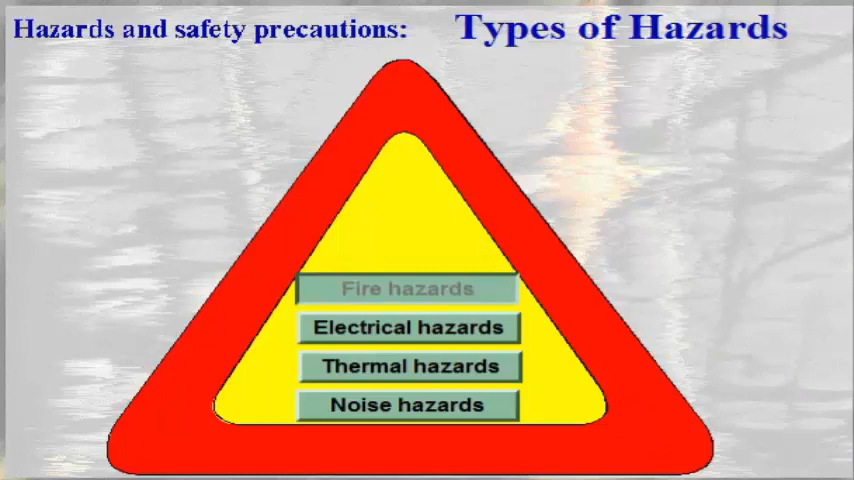 Hazards and safety precautions:
Types of Hazards
Fire hazards
Electrical hazards
Thermal hazards
Noise hazards